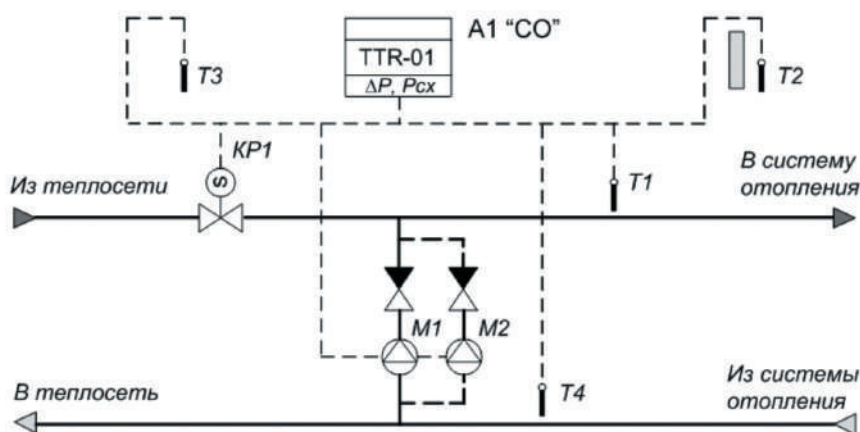 A1 "CO"
TTR-01
ΔP, Pcx
T3
T2
KP1
Из теплосети
T1
В систему
отопления
M1
M2
В теплосеть
T4
Из системы
отопления